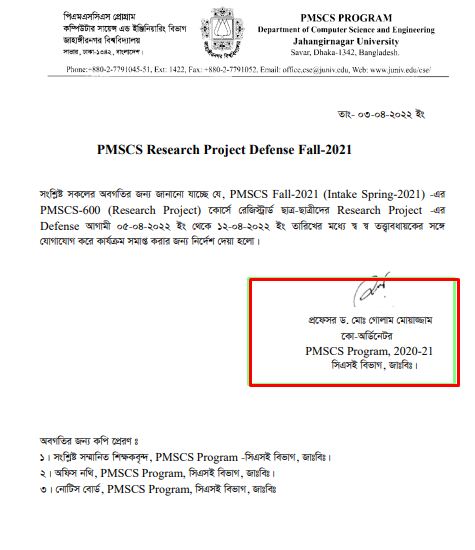 পিএমএসসিএস প্রোগ্রাম
কম্পিউটার সায়েন্স এন্ড ইঞ্জিনিয়ারিং বিভাগ
জাহাঙ্গীরনগর বিশ্ববিদ্যালয়
সাভার, ঢাকা-১৩৪২, বাংলাদেশ।
PMSCS PROGRAM
Department of Computer Science and Engineering
Jahangirnagar University
Savar, Dhaka-1342, Bangladesh.
Phone:+880-2-7791045-51, Ext: 1422, Fax: +880-2-7791052, Email: office.cse@juniv.edu, Web: www.juniv.edu/cse/
তাং- ০৩-০৪-২০২২ ইং
PMSCS Research Project Defense Fall-2021
সংশ্লিষ্ট সকলের অবগতির জন্য জানানো যাচ্ছে যে, PMSCS Fall-2021 (Intake Spring-2021) -এর
PMSCS-600 (Research Project) কোর্সে রেজিস্ট্রার্ড ছাত্র-ছাত্রীদের Research Project -এর
Defense আগামী ০৫-০৪-২০২২ ইং থেকে ১২-০৪-২০২২ ইং তারিখের মধ্যে স্ব স্ব তত্ত্বাবধায়কের সঙ্গে
যোগাযোগ করে কার্যক্রম সমাপ্ত করার জন্য নির্দেশ দেয়া হলো।
প্রফেসর ড. মোঃ গোলাম মোয়াজ্জাম
কো-অর্ডিনেটর
PMSCS Program, 2020-21
সিএসই বিভাগ, জাঃবিঃ।
অবগতির জন্য কপি প্রেরণ ঃ
১। সংশ্লিষ্ট সম্মানিত শিক্ষকবৃন্দ, PMSCS Program -সিএসই বিভাগ, জাঃবিঃ।
২। অফিস নথি, PMSCS Program, সিএসই বিভাগ, জাঃবিঃ।
৩। নোটিস বোর্ড, PMSCS Program, সিএসই বিভাগ, জাঃবিঃ